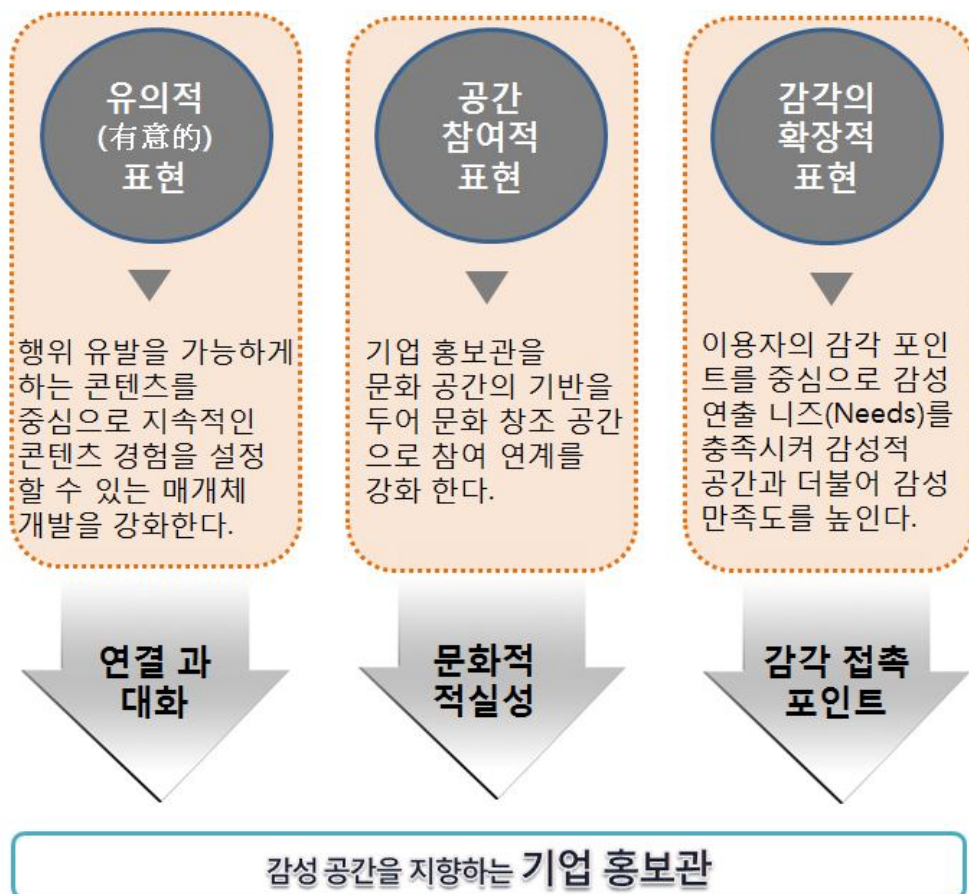 유의적
(有意的)
표현
행위 유발을 가능하게
하는 콘텐츠를
중심으로 지속적인
콘텐츠 경험을 설정
할 수 있는 매개체
개발을 강화한다.
연결 과
대화
공간
참여적
표현
기업 홍보관을
문화 공간의 기반을
두어 문화 창조 공간
으로 참여 연계를
강화 한다.
문화적
적실성
감각의
확장적
표현
이용자의 감각 포인
트를 중심으로 감성
연출 니즈(Needs)를
충족시켜 감성적
공간과 더불어 감성
만족도를 높인다.
감각 접촉
포인트
감성 공간을 지향하는 기업 홍보관